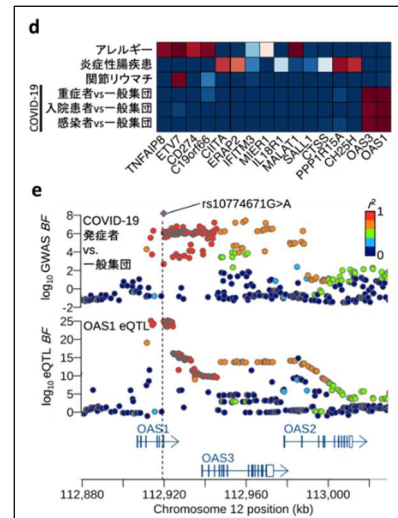 d
アレルギー
炎症性腸疾患
関節リウマチ
COVID-19
重症者vs一般集団
入院患者vs一般集団
感染者vs一般集団
TNFAIP8
ETV7
CD274
C19orf66
CIITA
ERAP2
IFITM3
MIER1
IL18R1
MALAT1
SALL1
CTSS
PPP1R15A
CH25H
OAS3
OAS1
e
rs10774671G>A
COVID-19
発症者
vs.
一般集団
r²
1
0
log₁₀ GWAS BF
8
6
4
2
0
-2
OAS1 eQTL
log₁₀ eQTL BF
25
20
15
10
5
0
OAS1
OAS2
OAS3
112,880
112,920
112,960
113,000
Chromosome 12 position (kb)